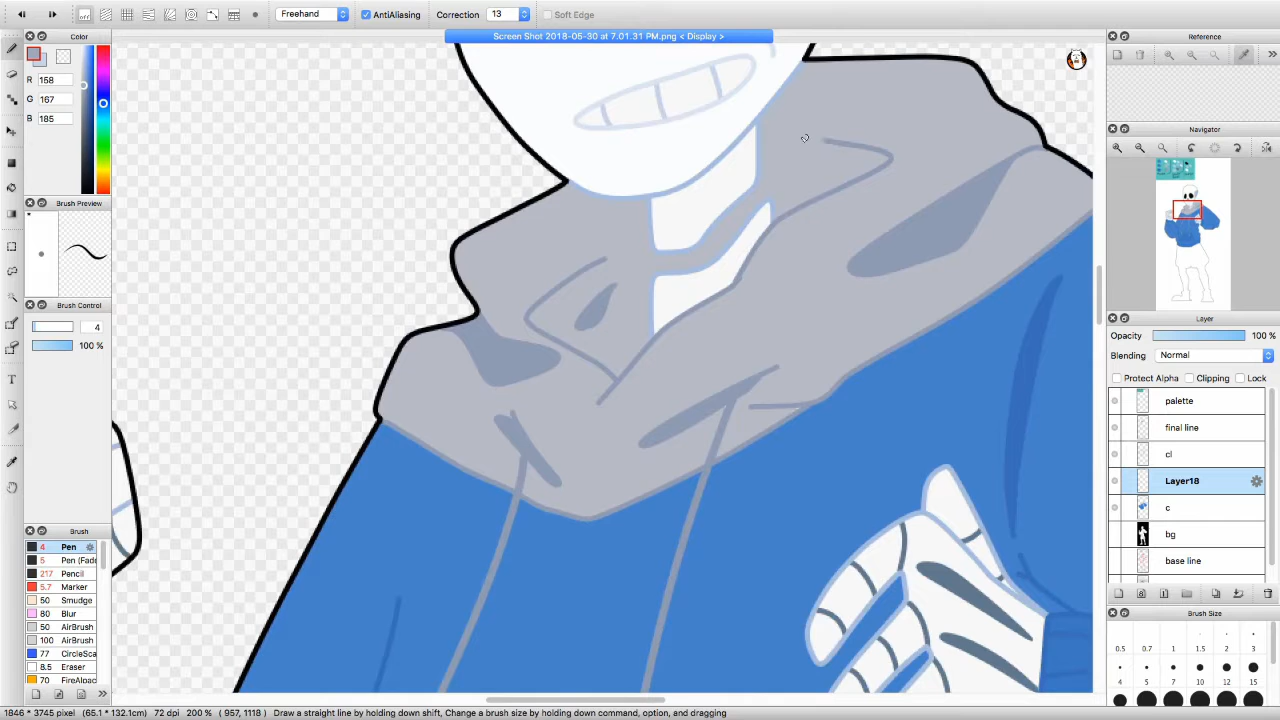 off
Freehand
AntiAliasing
Correction
13
Soft Edge
Screen Shot 2018-05-30 at 7.01.31 PM.png < Display >
Color
R
158
G
167
B
185
Brush Preview
*
Brush Control
4
100 %
Brush
4 Pen
5 Pen (Fade
217 Pencil
5.7 Marker
50 Smudge
80 Blur
50 AirBrush
100 AirBrush
77 CircleSca
8.5 Eraser
70 FireAload
T
Reference
Navigator
Layer
Opacity
100 %
Blending
Normal
Protect Alpha
Clipping
Lock
palette
final line
cl
Layer18
c
bg
base line
Brush Size
0.5 0.7 1 1.5 2 3
4 5 7 10 12 15
1846 * 3745 pixel (65.1 * 132.1cm) 72 dpi 200 % ( 957, 1118 ) Draw a straight line by holding down shift, Change a brush size by holding down command, option, and dragging